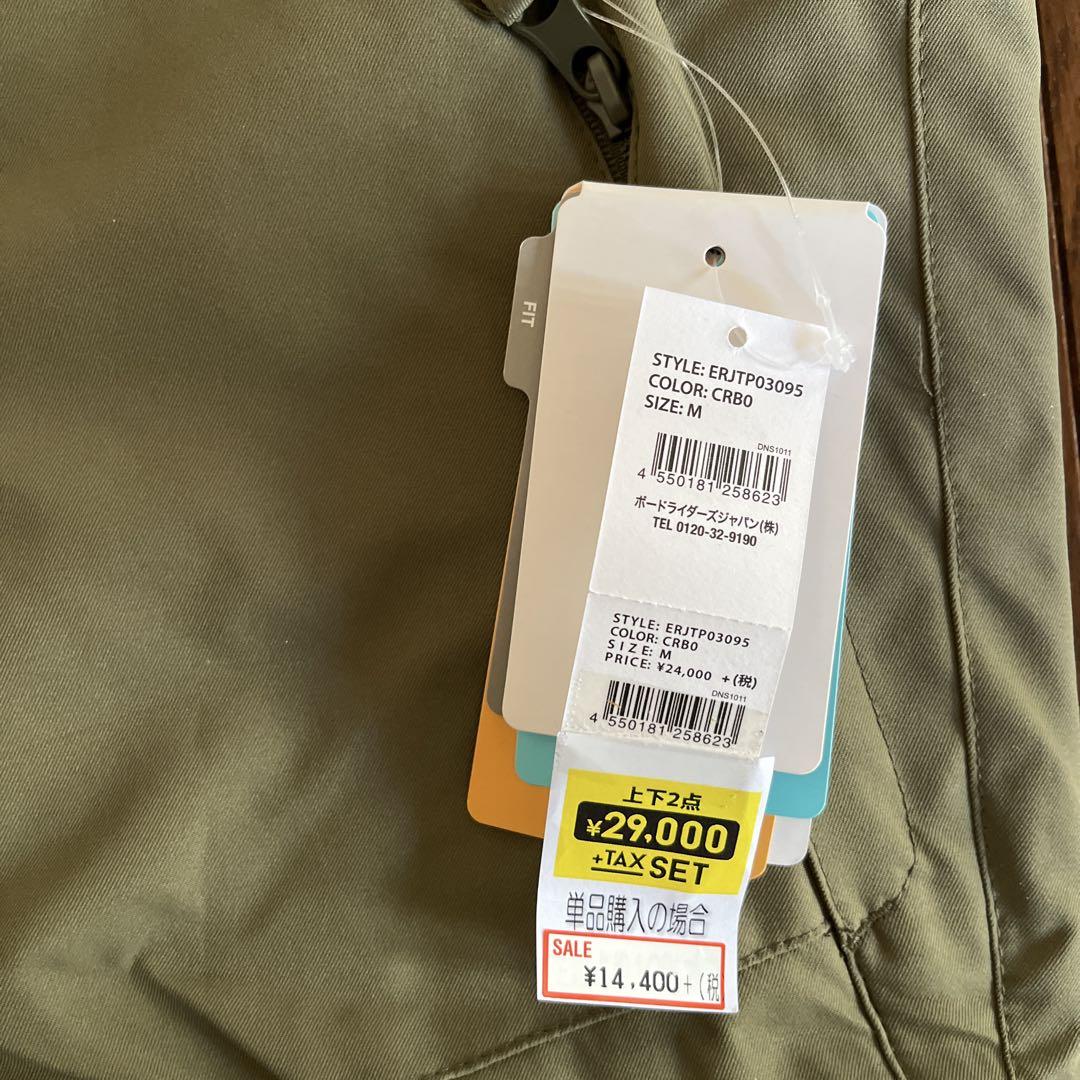 FIT
STYLE: ERJTP03095
COLOR: CRB0
SIZE: M
DNS1011
4 550181 258623
ボードライダーズジャパン(株)
TEL 0120-32-9190
STYLE: ERJTP03095
COLOR: CRB0
SIZE: M
PRICE: ¥24,000 +(税)
DNS1011
4 550181 258623
上下2点
¥29,000
+TAX SET
単品購入の場合
SALE
¥14,400+(税